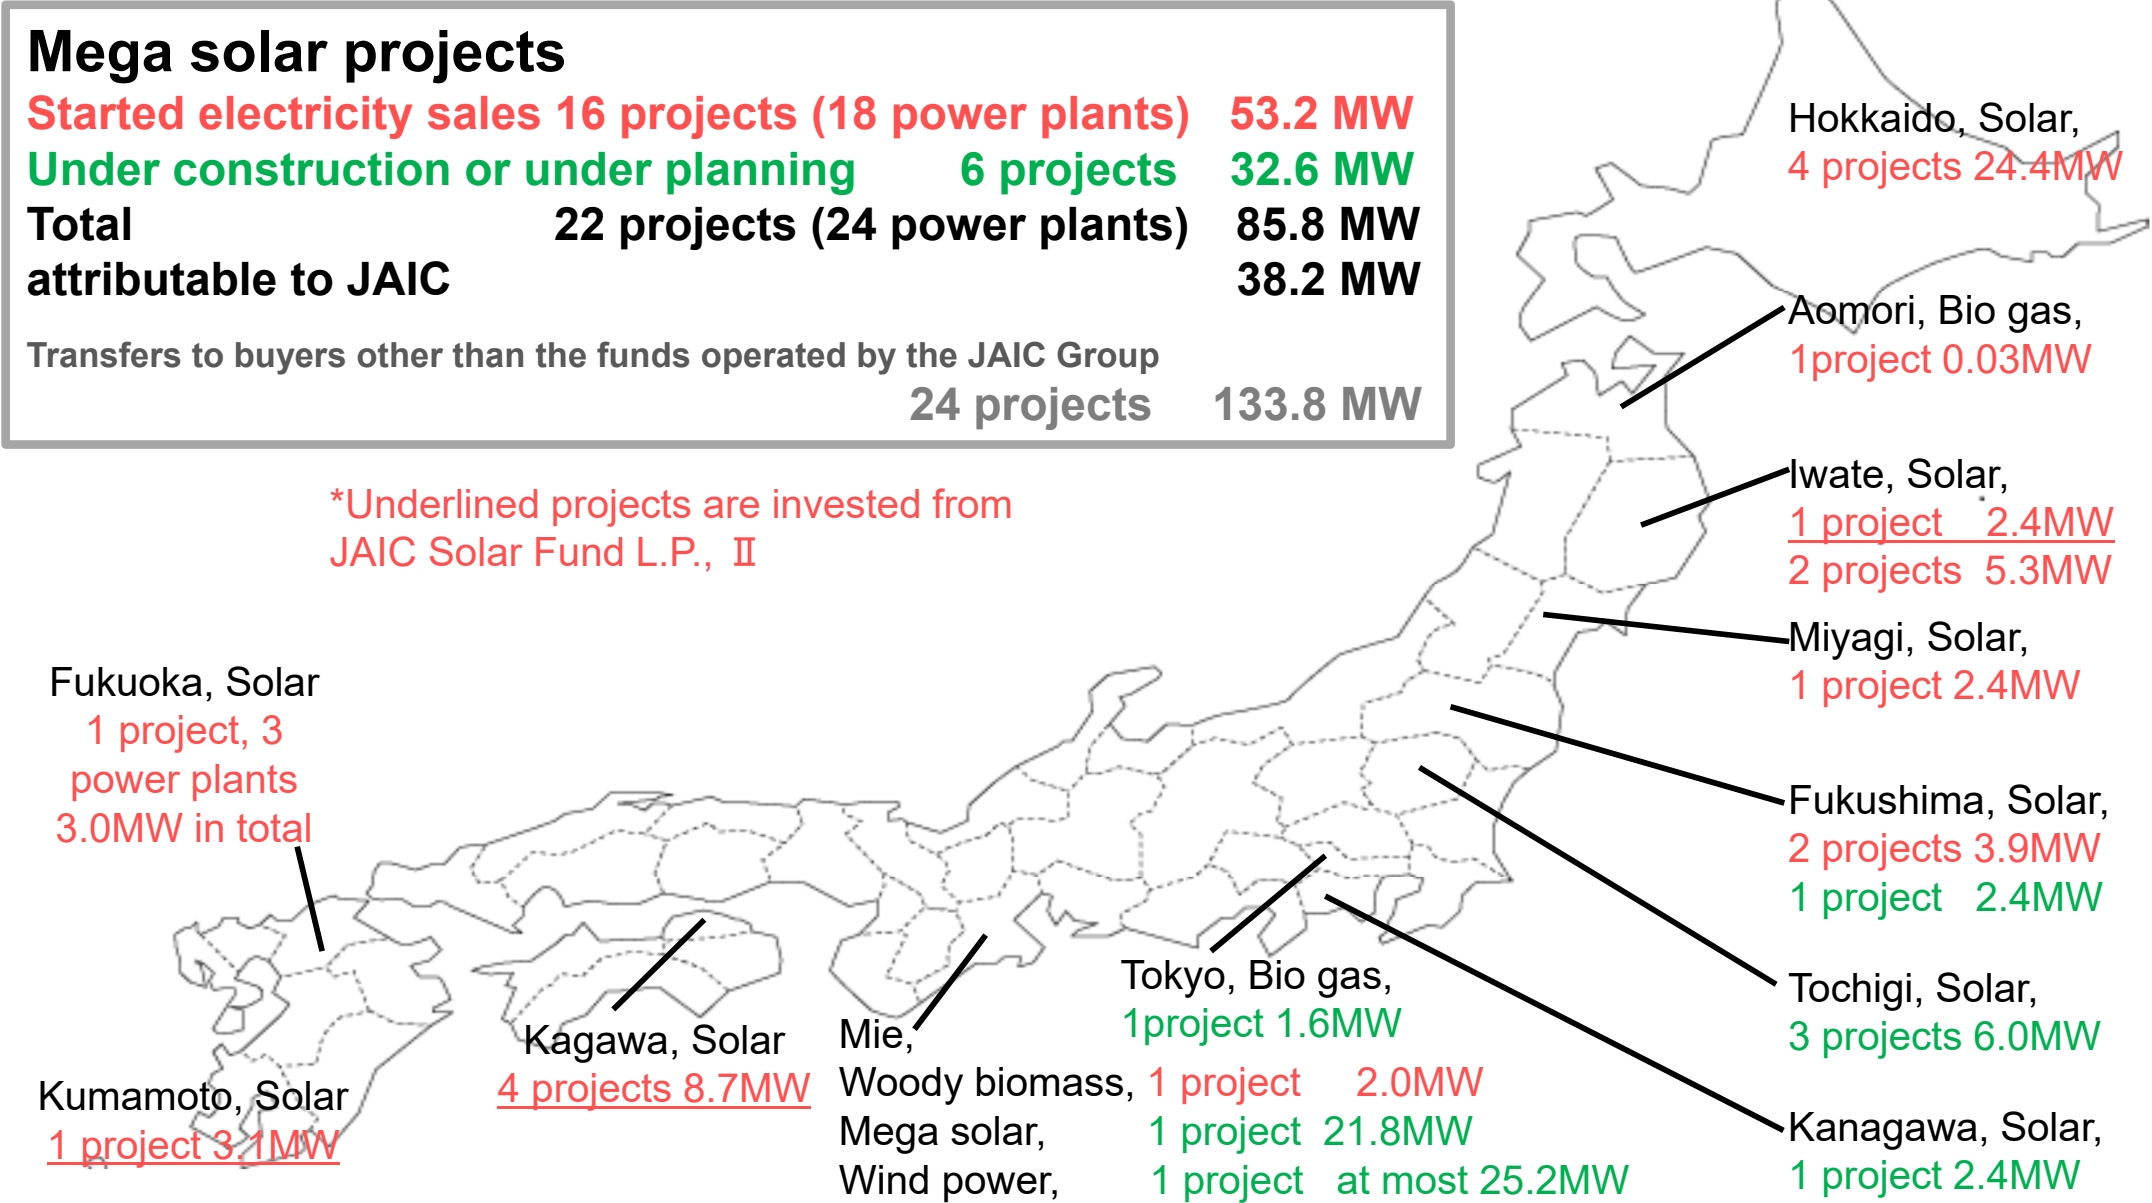 Mega solar projects
Started electricity sales 16 projects (18 power plants) 53.2 MW
Under construction or under planning 6 projects 32.6 MW
Total 22 projects (24 power plants) 85.8 MW
attributable to JAIC 38.2 MW
Transfers to buyers other than the funds operated by the JAIC Group
24 projects 133.8 MW
*Underlined projects are invested from
JAIC Solar Fund L.P., Ⅱ
Hokkaido, Solar,
4 projects 24.4MW
Aomori, Bio gas,
1project 0.03MW
Iwate, Solar,
1 project 2.4MW
2 projects 5.3MW
Miyagi, Solar,
1 project 2.4MW
Fukushima, Solar,
2 projects 3.9MW
1 project 2.4MW
Tochigi, Solar,
3 projects 6.0MW
Kanagawa, Solar,
1 project 2.4MW
Tokyo, Bio gas,
1project 1.6MW
Mie,
Woody biomass, 1 project 2.0MW
Mega solar, 1 project 21.8MW
Wind power, 1 project at most 25.2MW
Kagawa, Solar
4 projects 8.7MW
Fukuoka, Solar
1 project, 3
power plants
3.0MW in total
Kumamoto, Solar
1 project 3.1MW